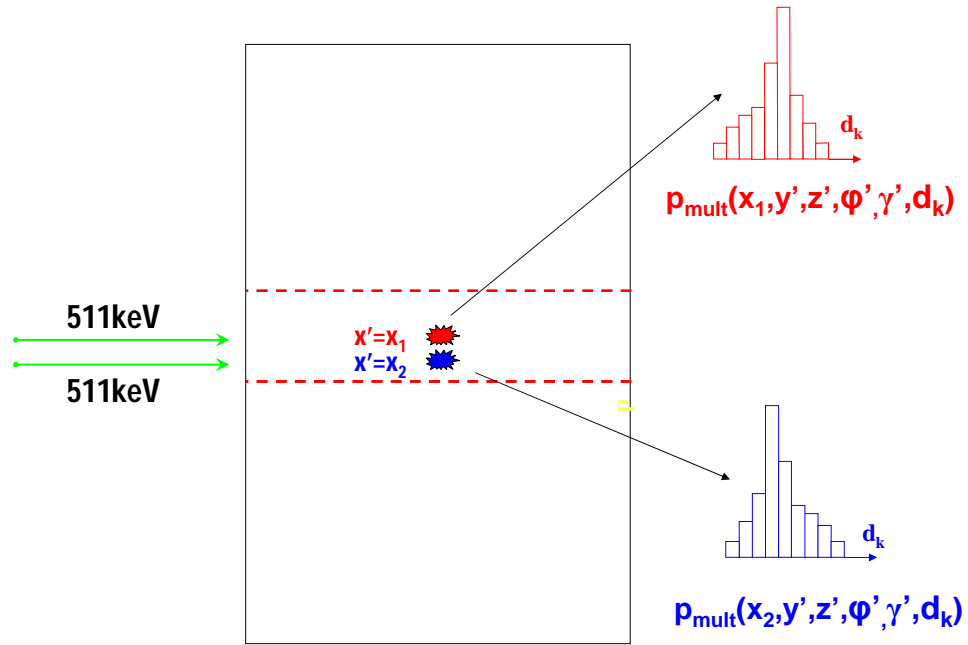 d_k
p_mult(x_1,y’,z’,φ’,γ’,d_k)
511keV
x'=x_1
x'=x_2
511keV
p
d_k
p_mult(x_2,y’,z’,φ’,γ’,d_k)